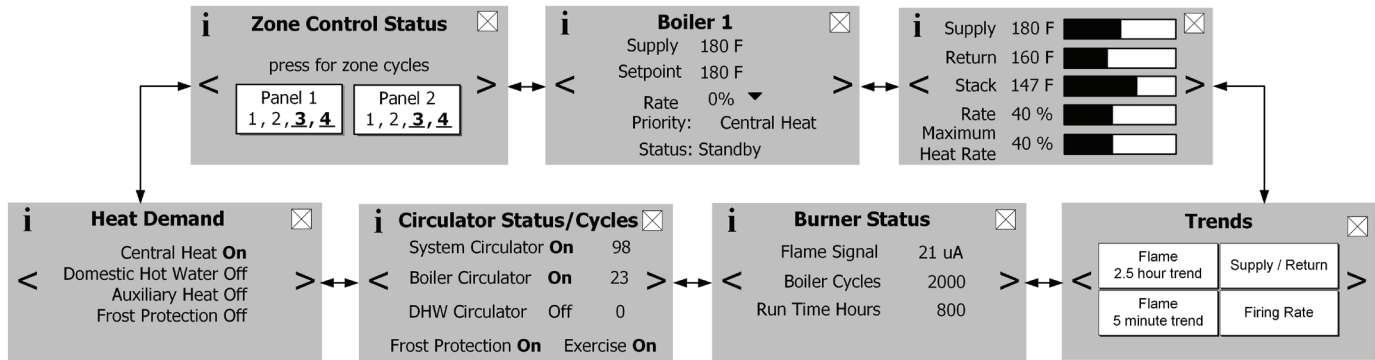 i Zone Control Status
press for zone cycles
< >
Panel 1
1, 2, 3, 4
Panel 2
1, 2, 3, 4
i Boiler 1
Supply 180 F
Setpoint 180 F
< >
Rate 0%
Priority: Central Heat
Status: Standby
i Supply 180 F
Return 160 F
< Stack 147 F >
Rate 40 %
Maximum
Heat Rate 40 %
i Heat Demand
Central Heat On
< Domestic Hot Water Off >
Auxiliary Heat Off
Frost Protection Off
i Circulator Status/Cycles
System Circulator On 98
< Boiler Circulator On 23 >
DHW Circulator Off 0
Frost Protection On Exercise On
i Burner Status
Flame Signal 21 uA
< Boiler Cycles 2000 >
Run Time Hours 800
Trends
< >
Flame
2.5 hour trend
Supply / Return
Flame
5 minute trend
Firing Rate